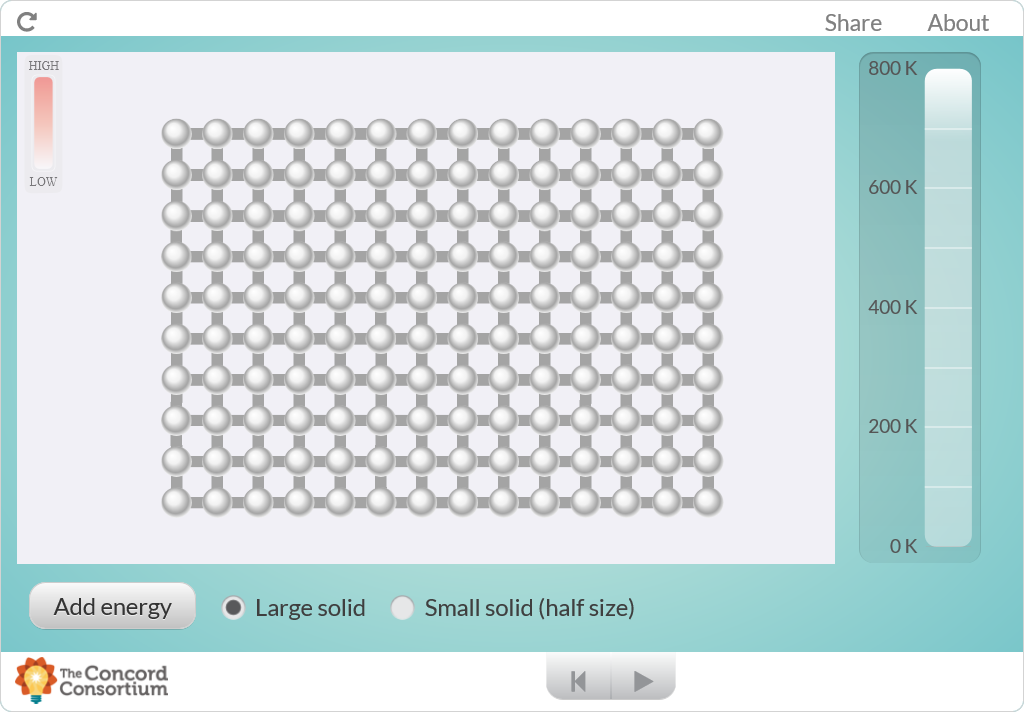 Share About
HIGH
LOW
800 K
600 K
400 K
200 K
0 K
Add energy
Large solid
Small solid (half size)
The Concord
Consortium